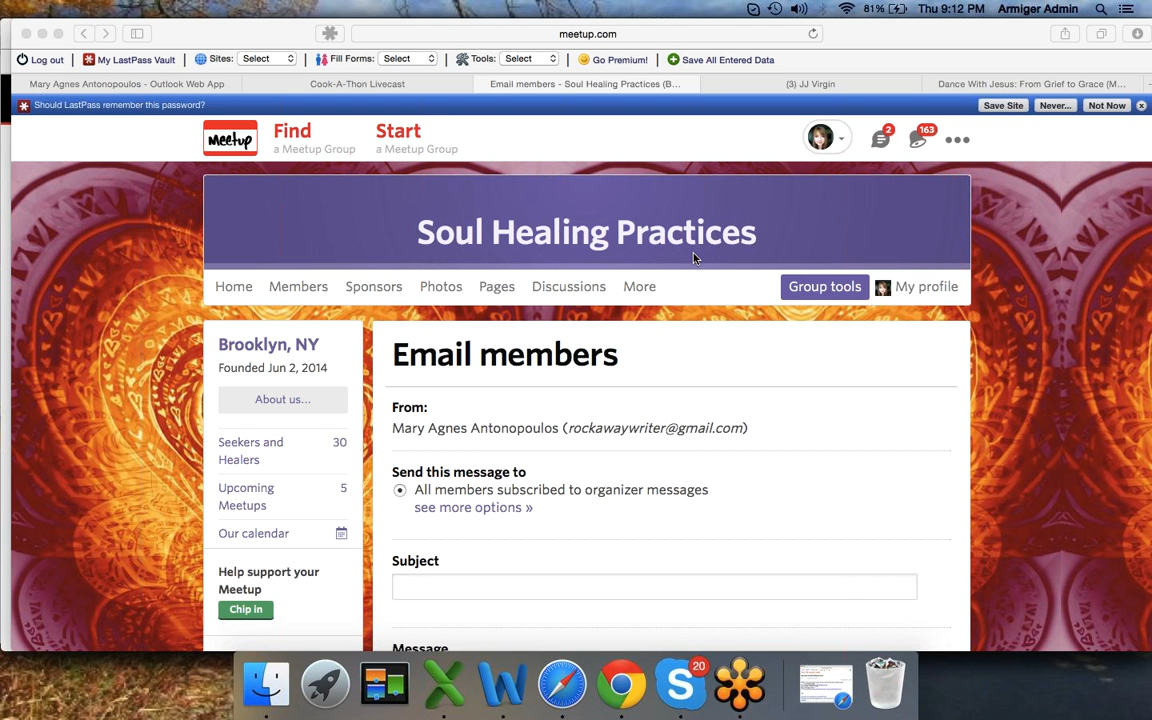 81% Thu 9:12 PM Armiger Admin
meetup.com
Log out My LastPass Vault Sites: Select Fill Forms: Select Tools: Select Go Premium! Save All Entered Data
Mary Agnes Antonopoulos - Outlook Web App Cook-A-Thon Livecast Email members - Soul Healing Practices (B... (3) JJ Virgin Dance With Jesus: From Grief to Grace (M...
Should LastPass remember this password? Save Site Never... Not Now
Meetup Find Start 2 163
a Meetup Group a Meetup Group
Soul Healing Practices
Home Members Sponsors Photos Pages Discussions More Group tools My profile
Brooklyn, NY
Founded Jun 2, 2014
About us...
Seekers and 30
Healers
Upcoming 5
Meetups
Our calendar
Help support your
Meetup
Chip in
Email members
From:
Mary Agnes Antonopoulos (rockawaywriter@gmail.com)
Send this message to
All members subscribed to organizer messages
see more options »
Subject
Message
20